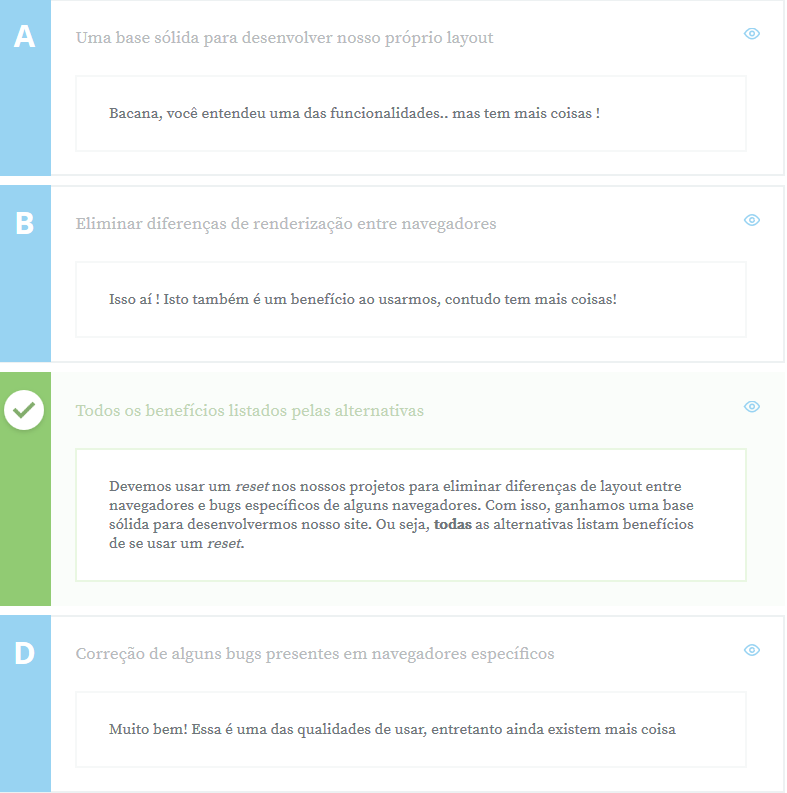 A
Uma base sólida para desenvolver nosso próprio layout
Bacana, você entendeu uma das funcionalidades.. mas tem mais coisas !
B
Eliminar diferenças de renderização entre navegadores
Isso aí ! Isto também é um benefício ao usarmos, contudo tem mais coisas!
Todos os benefícios listados pelas alternativas
Devemos usar um reset nos nossos projetos para eliminar diferenças de layout entre
navegadores e bugs específicos de alguns navegadores. Com isso, ganhamos uma base
sólida para desenvolvermos nosso site. Ou seja, todas as alternativas listam benefícios
de se usar um reset.
D
Correção de alguns bugs presentes em navegadores específicos
Muito bem! Essa é uma das qualidades de usar, entretanto ainda existem mais coisa